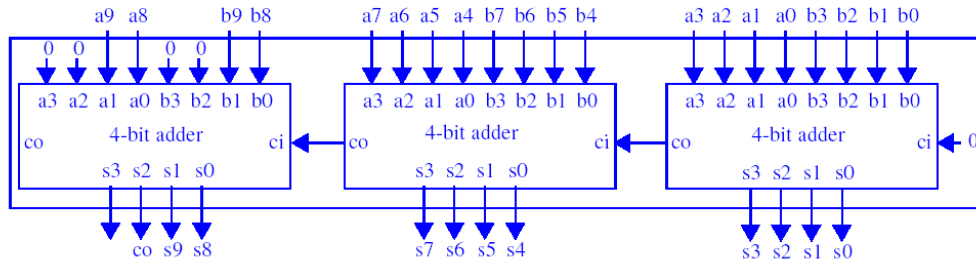 a9 a8 b9 b8 a7 a6 a5 a4 b7 b6 b5 b4 a3 a2 a1 a0 b3 b2 b1 b0
0 0 0 0
a3 a2 a1 a0 b3 b2 b1 b0 a3 a2 a1 a0 b3 b2 b1 b0 a3 a2 a1 a0 b3 b2 b1 b0
co 4-bit adder ci co 4-bit adder ci co 4-bit adder ci 0
s3 s2 s1 s0 s3 s2 s1 s0 s3 s2 s1 s0
co s9 s8 s7 s6 s5 s4 s3 s2 s1 s0